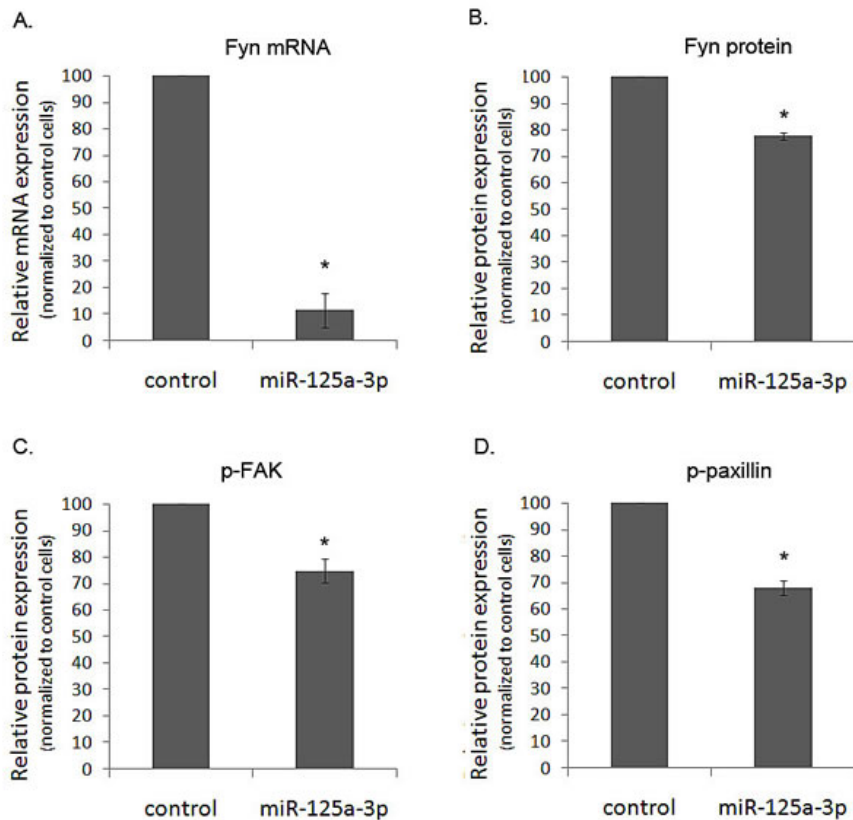 A.
Fyn mRNA
Relative mRNA expression
(normalized to control cells)
100
90
80
70
60
50
40
30
20
10
0
*
control
miR-125a-3p
B.
Fyn protein
Relative protein expression
(normalized to control cells)
100
90
80
70
60
50
40
30
20
10
0
*
control
miR-125a-3p
C.
p-FAK
Relative protein expression
(normalized to control cells)
100
90
80
70
60
50
40
30
20
10
0
*
control
miR-125a-3p
D.
p-paxillin
Relative protein expression
(normalized to control cells)
100
90
80
70
60
50
40
30
20
10
0
*
control
miR-125a-3p